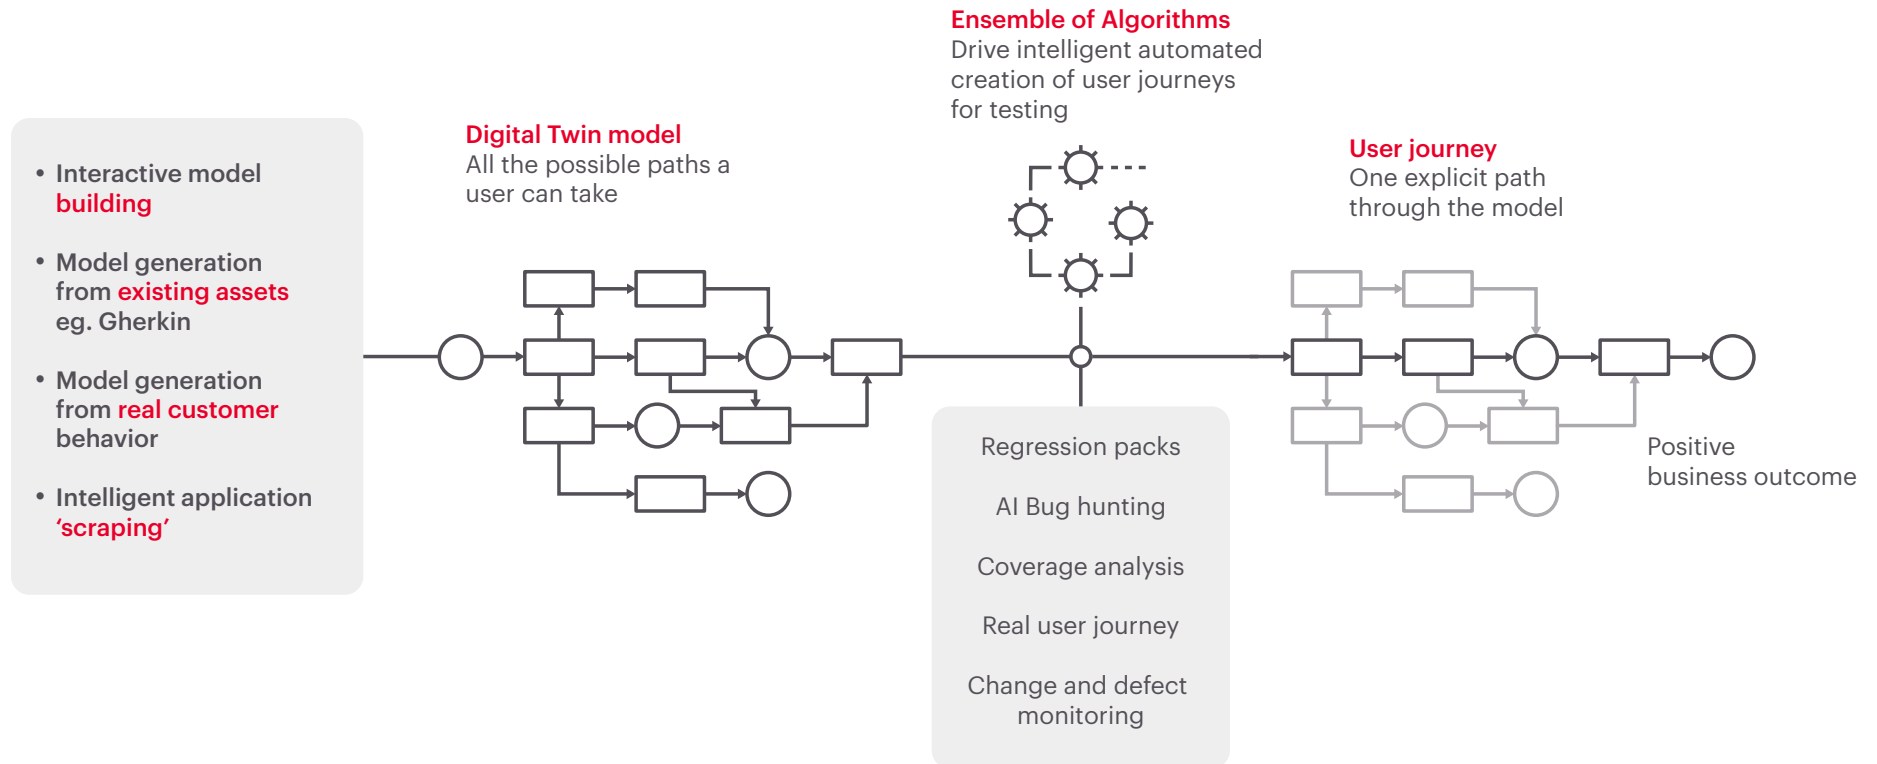 • Interactive model
building
• Model generation
from existing assets
eg. Gherkin
• Model generation
from real customer
behavior
• Intelligent application
‘scraping’
Digital Twin model
All the possible paths a
user can take
Ensemble of Algorithms
Drive intelligent automated
creation of user journeys
for testing
Regression packs
AI Bug hunting
Coverage analysis
Real user journey
Change and defect
monitoring
User journey
One explicit path
through the model
Positive
business outcome